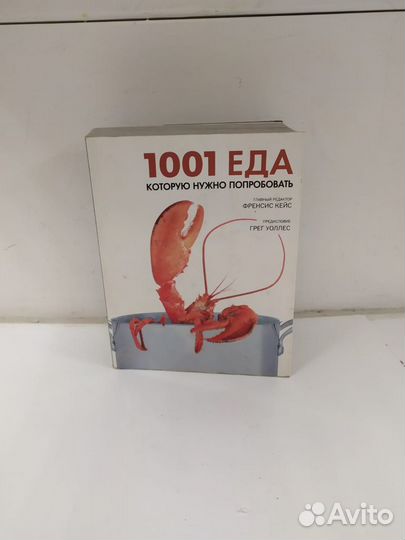 1001 ЕДА
КОТОРУЮ НУЖНО ПОПРОБОВАТЬ
ГЛАВНЫЙ РЕДАКТОР
ФРЕНСИС КЕЙС
ПРЕДИСЛОВИЕ
ГРЕГ УОЛЛЕС
Avito